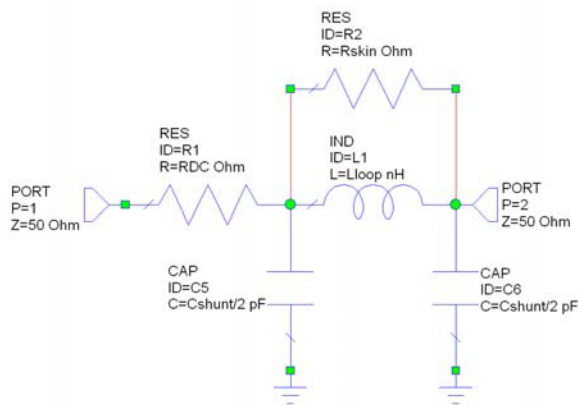 RES
ID=R2
R=Rskin Ohm
RES
ID=R1
R=RDC Ohm
IND
ID=L1
L=Lloop nH
PORT
P=1
Z=50 Ohm
PORT
P=2
Z=50 Ohm
CAP
ID=C5
C=Cshunt/2 pF
CAP
ID=C6
C=Cshunt/2 pF